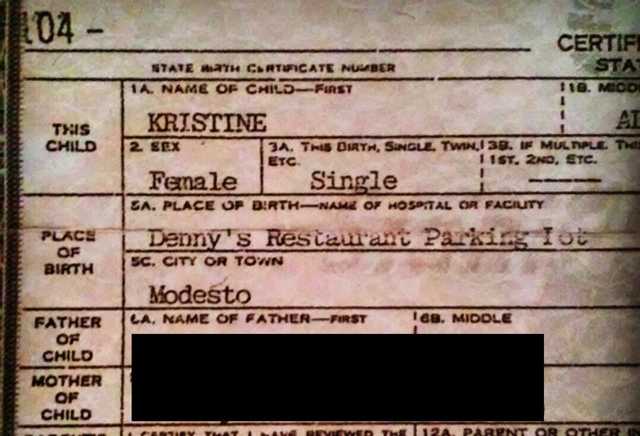 104 -
CERTIF
STATE BIRTH CERTIFICATE NUMBER
STA
1A. NAME OF CHILD—FIRST
1B. MIDD
THIS
CHILD
KRISTINE
2. SEX
3A. THIS BIRTH, SINGLE, TWIN,
ETC.
3B. IF MULTIPLE, THI
1ST, 2ND, ETC.
Female
Single
5A. PLACE OF BIRTH—NAME OF HOSPITAL OR FACILITY
PLACE
OF
BIRTH
Denny's Restaurant Parking Lot
5C. CITY OR TOWN
Modesto
FATHER
OF
CHILD
6A. NAME OF FATHER—FIRST
6B. MIDDLE
MOTHER
OF
CHILD
I CERTIFY THAT I HAVE REVIEWED THE
12A. PARENT OR OTHER IN